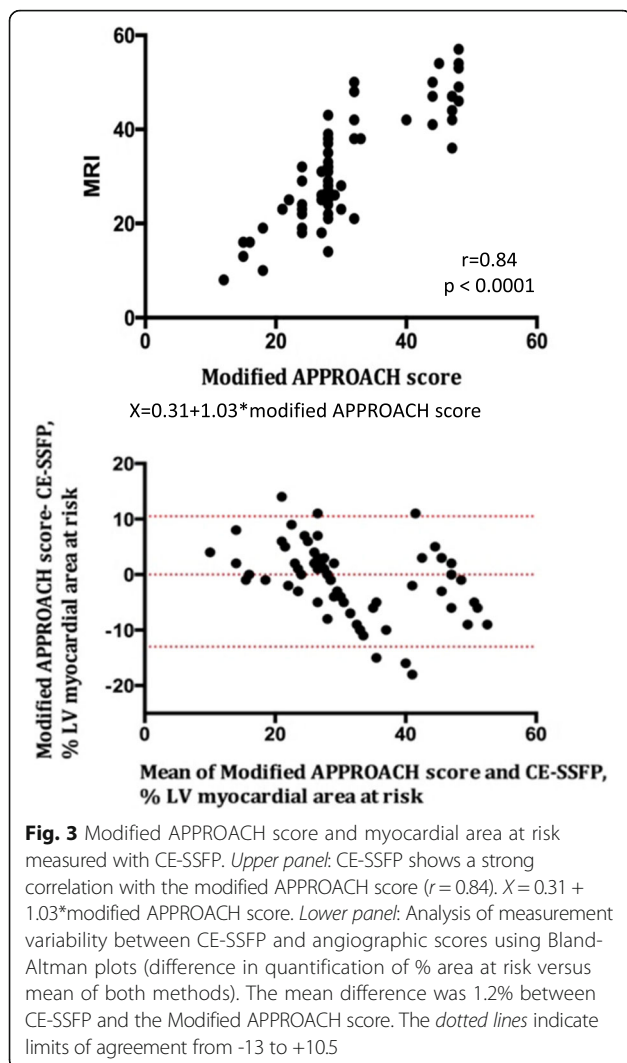 60
40
20
0
MRI
r=0.84
p < 0.0001
0 20 40 60
Modified APPROACH score
X=0.31+1.03*modified APPROACH score
Modified APPROACH score- CE-SSFP,
% LV myocardial area at risk
20
10
0
-10
-20
0 20 40 60
Mean of Modified APPROACH score and CE-SSFP,
% LV myocardial area at risk
Fig. 3 Modified APPROACH score and myocardial area at risk
measured with CE-SSFP. Upper panel: CE-SSFP shows a strong
correlation with the modified APPROACH score (r = 0.84). X = 0.31 +
1.03*modified APPROACH score. Lower panel: Analysis of measurement
variability between CE-SSFP and angiographic scores using Bland-
Altman plots (difference in quantification of % area at risk versus
mean of both methods). The mean difference was 1.2% between
CE-SSFP and the Modified APPROACH score. The dotted lines indicate
limits of agreement from -13 to +10.5